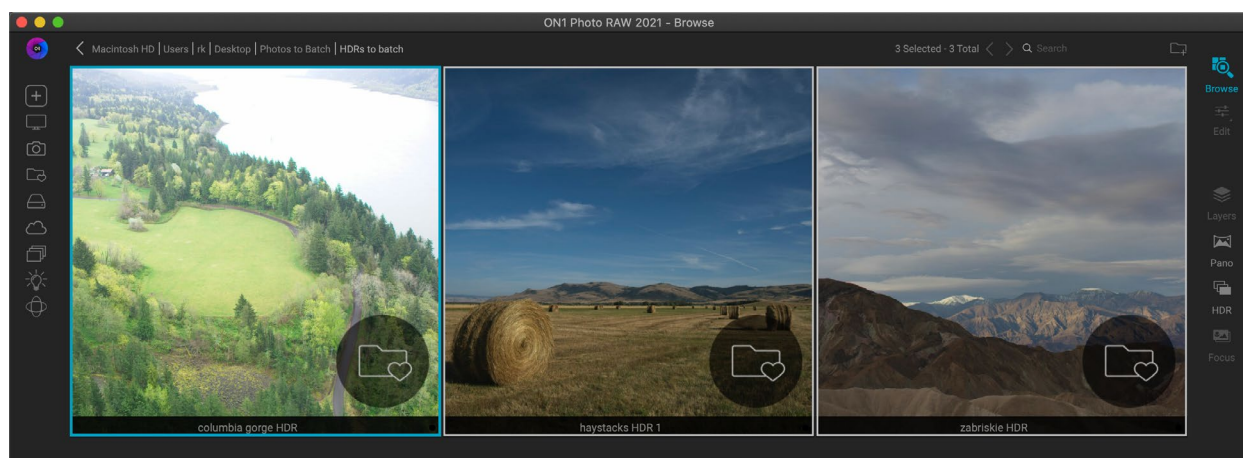 ON1 Photo RAW 2021 - Browse
Macintosh HD | Users | rk | Desktop | Photos to Batch | HDRs to batch
3 Selected - 3 Total
Search
Browse
Edit
Layers
Pano
HDR
Focus
columbia gorge HDR
haystacks HDR 1
zabriskie HDR